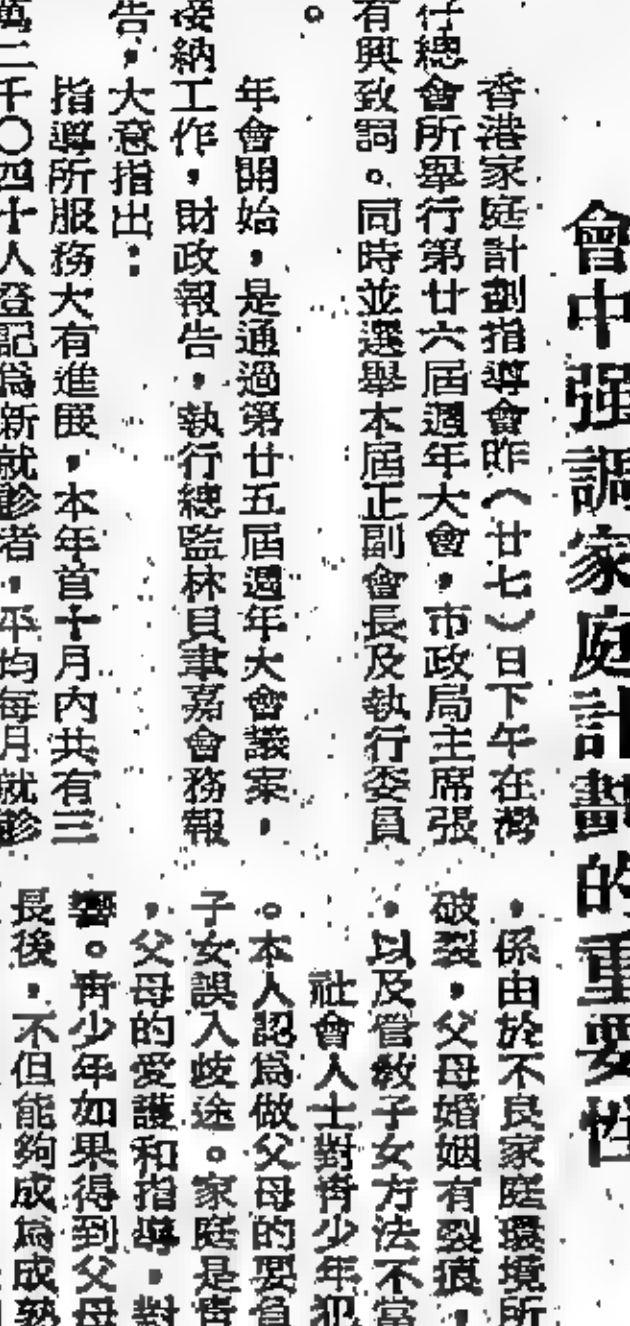 會中强調家庭計劃的重要性
香港家庭計劃指導會昨（廿七）日下午在灣
仔總會所舉行第廿六屆週年大會，市政局主席張
有興致詞。同時並選舉本屆正副會長及執行委員
。
年會開始，是通過第廿五屆週年大會議案，
接納工作，財政報告，執行總監林貝聿嘉會務報
告，大意指出：
指導所服務大有進展，本年首十月內共有三
萬二千〇四十人登記爲新就診者，平均每月就診
，係由於不良家庭環境所
破裂，父母婚姻有裂痕，
，以及管教子女方法不當
社會人士對靑少年犯
。本人認爲做父母的要負
子女誤入歧途。家庭是靑
，父母的愛護和指導，對
響。靑少年如果得到父母
長後，不但能夠成爲成熟